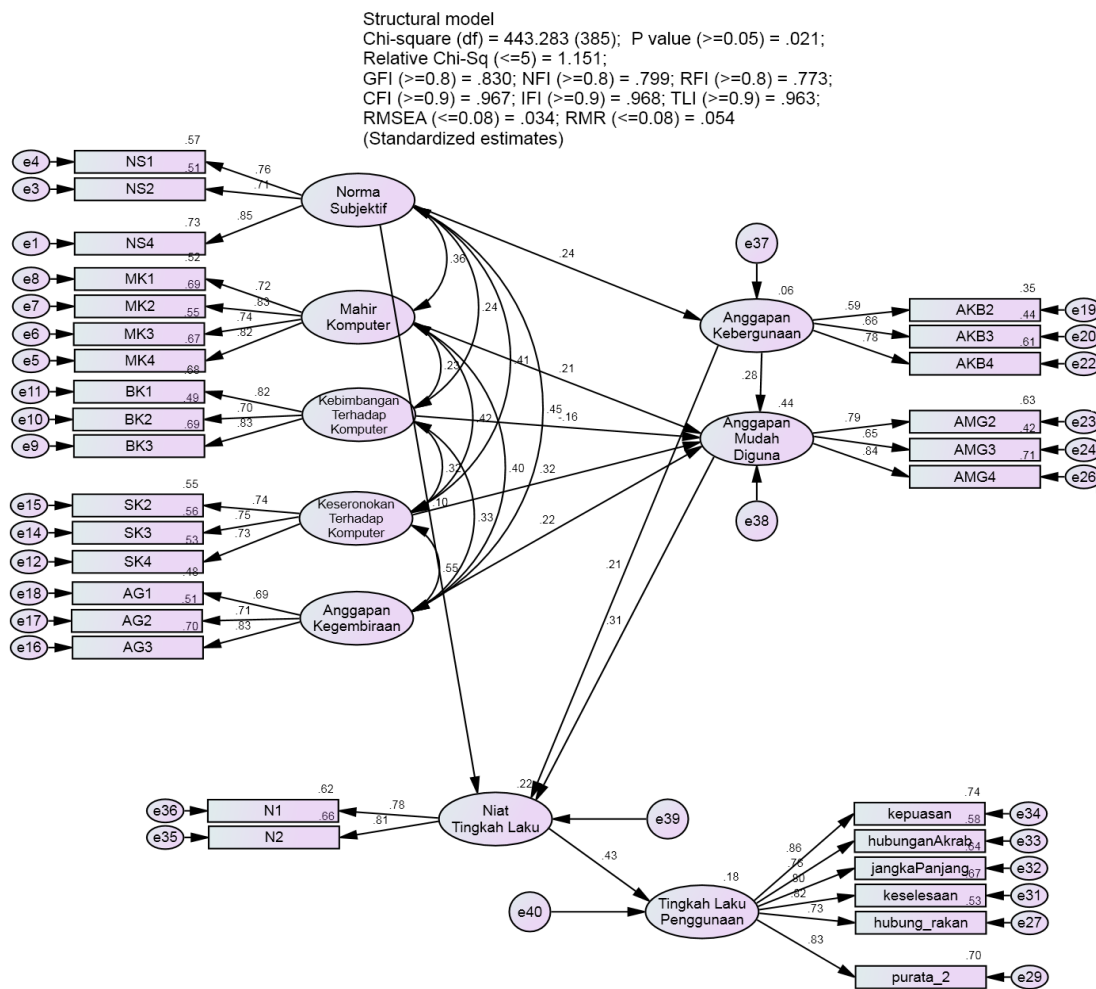 Structural model
Chi-square (df) = 443.283 (385); P value (>=0.05) = .021;
Relative Chi-Sq (<=5) = 1.151;
GFI (>=0.8) = .830; NFI (>=0.8) = .799; RFI (>=0.8) = .773;
CFI (>=0.9) = .967; IFI (>=0.9) = .968; TLI (>=0.9) = .963;
RMSEA (<=0.08) = .034; RMR (<=0.08) = .054
(Standardized estimates)
.57
e4 NS1
.51
.76
e3 NS2
.71
Norma
Subjektif
.85
.73
e1 NS4
.52
e8 MK1
.69
.72
e7 MK2
.55
.83
e6 MK3
.67
.74
e5 MK4
.68
.82
Mahir
Komputer
e11 BK1
.49
.82
e10 BK2
.69
.70
e9 BK3
.83
Kebimbangan
Terhadap
Komputer
.55
e15 SK2
.56
.74
e14 SK3
.53
.75
e12 SK4
.48
.73
Keseronokan
Terhadap
Komputer
e18 AG1
.51
.69
e17 AG2
.70
.71
e16 AG3
.83
Anggapan
Kegembiraan
.36
.24
.41
.45
.23
.42
.40
.32
.32
.33
.55
.24
.21
-.16
.10
.22
e37
.06
Anggapan
Kebergunaan
.28
.44
Anggapan
Mudah
Diguna
e38
.35
.59
AKB2 e19
.44
.66
AKB3 e20
.61
.78
AKB4 e22
.63
.79
AMG2 e23
.42
.65
AMG3 e24
.71
.84
AMG4 e26
.21
.31
.62
e36 N1
.66
.78
e35 N2
.81
.22
Niat
Tingkah Laku
e39
.43
e40
.18
Tingkah Laku
Penggunaan
.74
kepuasan e34
.58
.86
hubunganAkrab e33
.64
jangkaPanjang e32
.67
.80
keselesaan e31
.53
.82
hubung_rakan e27
.73
.83
.70
purata_2 e29